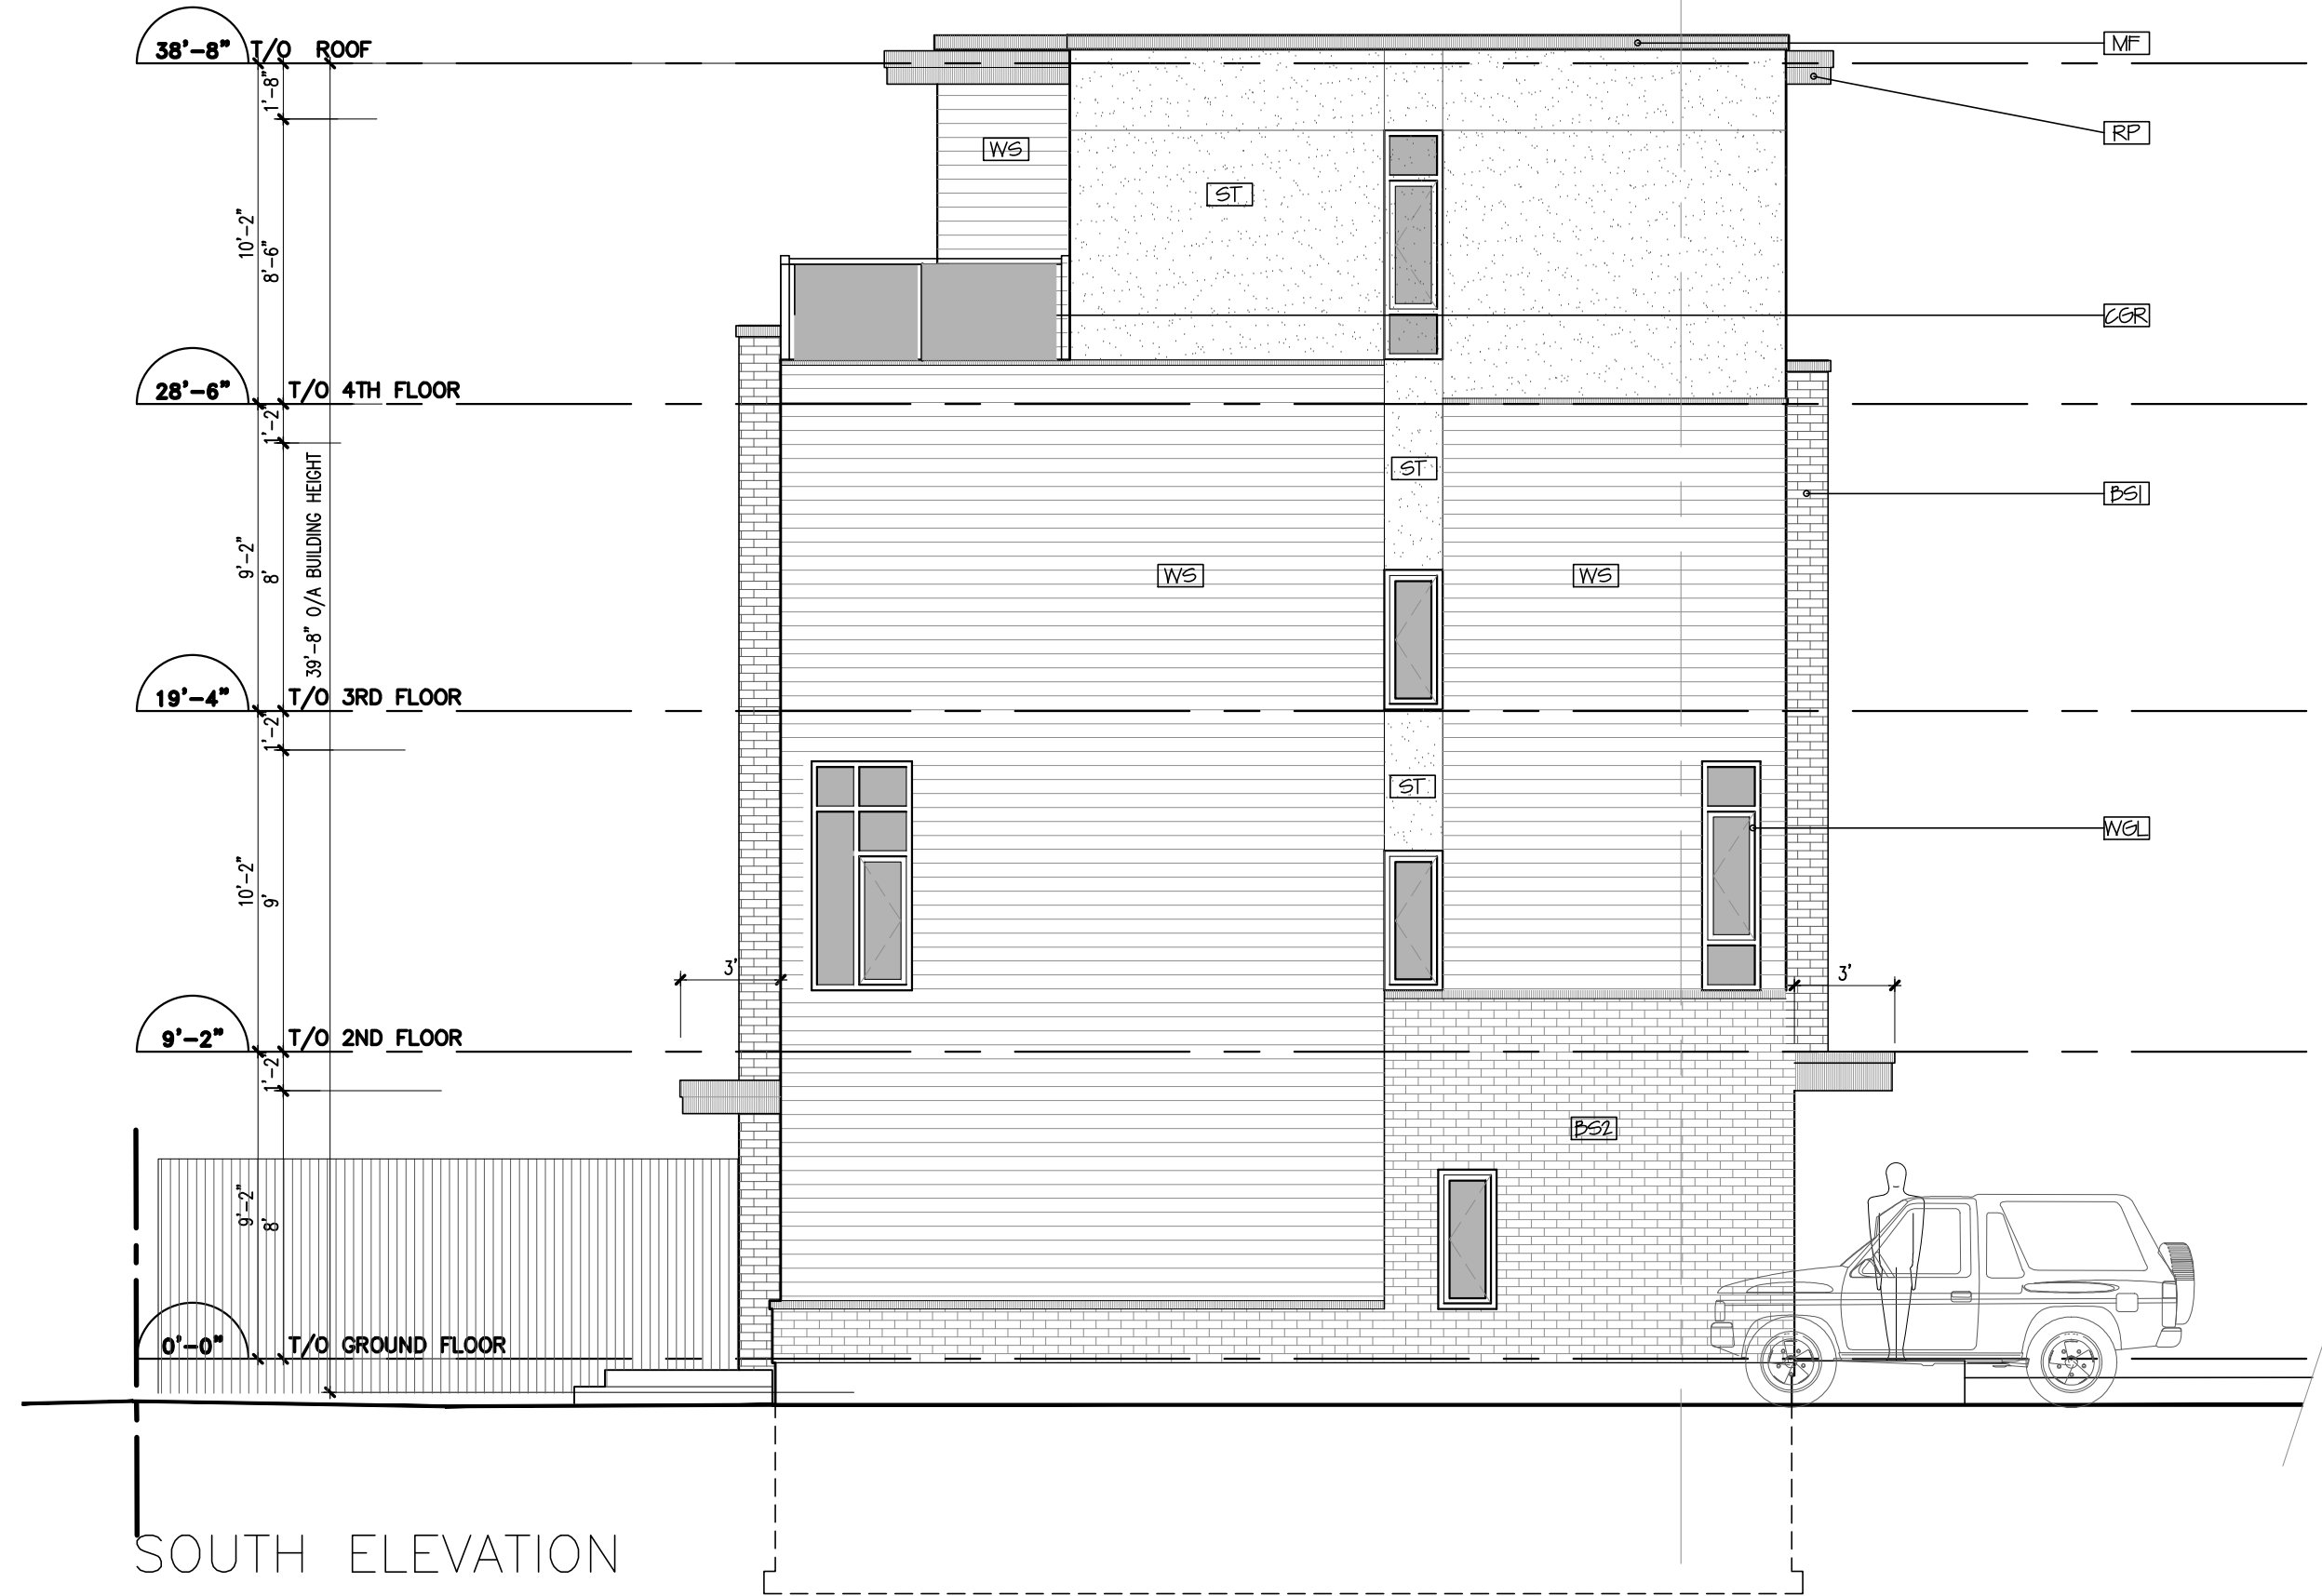 38'-8" T/O ROOF
MF
1'-8"
RP
WS
ST
10'-2"
8'-6"
CGR
28'-6" T/O 4TH FLOOR
1'-2"
ST
BS1
39'-8" O/A BUILDING HEIGHT
9'-2"
8'
WS
WS
19'-4" T/O 3RD FLOOR
1'-2"
ST
WGL
10'-2"
9'
3'
3'
9'-2" T/O 2ND FLOOR
1'-2"
BS2
9'-2"
8'
0'-0" T/O GROUND FLOOR
SOUTH ELEVATION